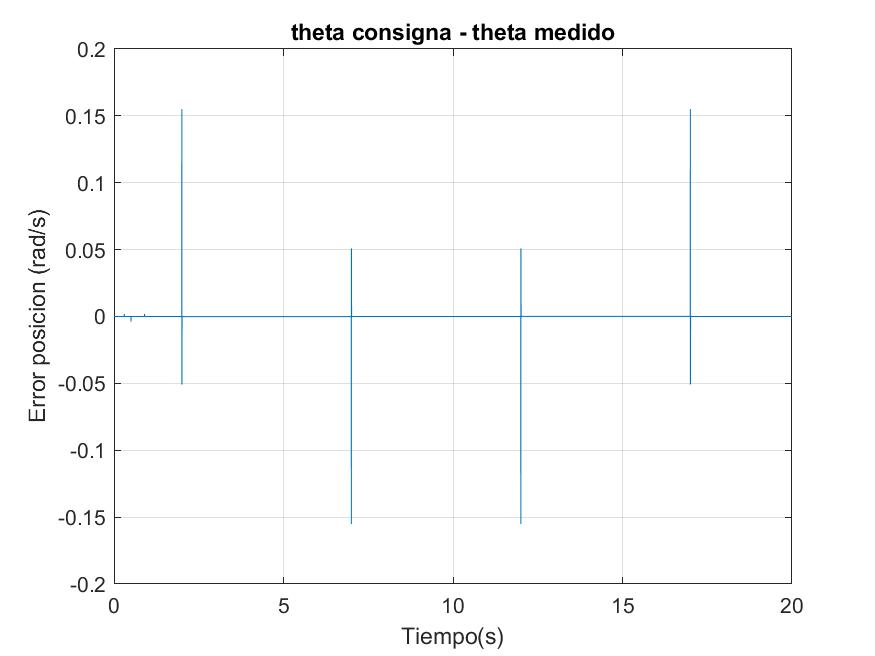 theta consigna - theta medido
0.2
0.15
0.1
0.05
0
-0.05
-0.1
-0.15
-0.2
Error posicion (rad/s)
0 5 10 15 20
Tiempo(s)